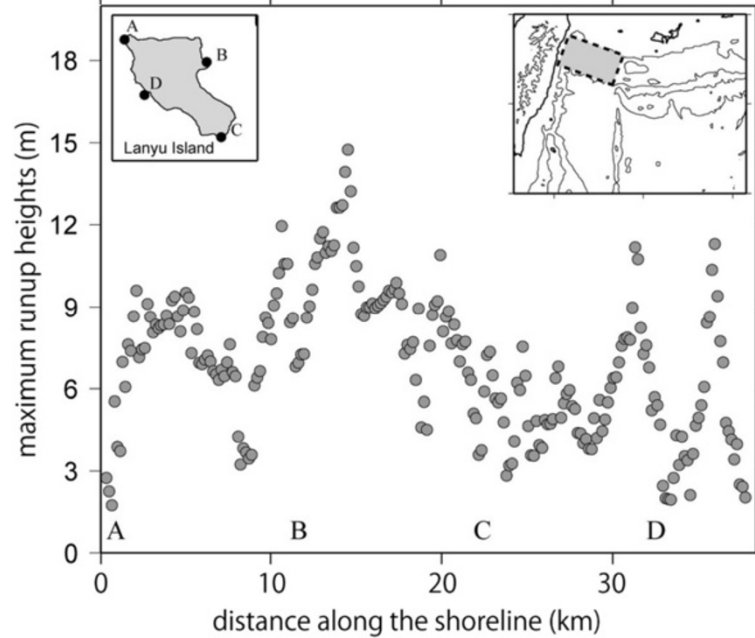 maximum runup heights (m)
18
15
12
9
6
3
0
A
B
D
C
Lanyu Island
A
B
C
D
0
10
20
30
distance along the shoreline (km)